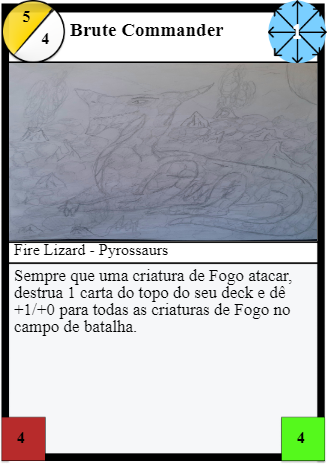 5
4
Brute Commander
1
Fire Lizard - Pyrossaurs
Sempre que uma criatura de Fogo atacar,
destrua 1 carta do topo do seu deck e dê
+1/+0 para todas as criaturas de Fogo no
campo de batalha.
4
4